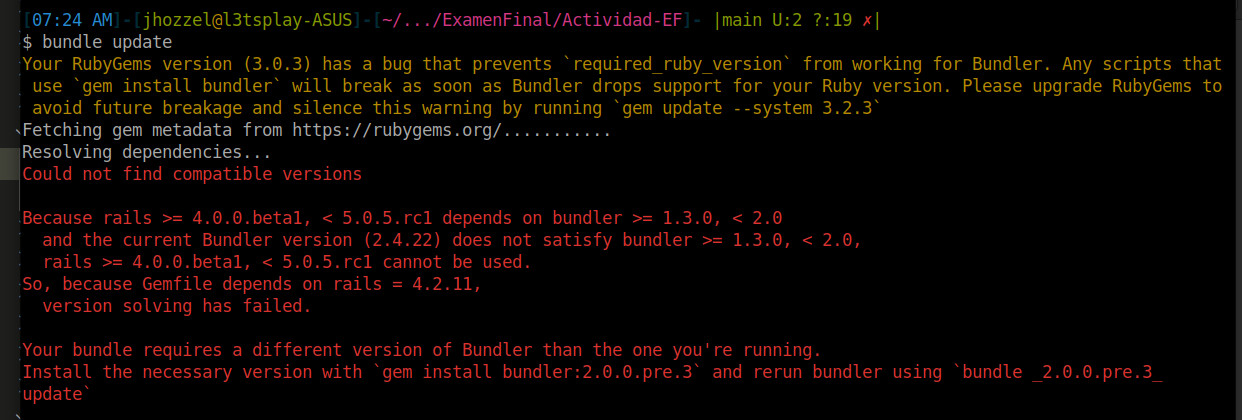 [07:24 AM]-[jhozzel@l3tsplay-ASUS]-[~/.../ExamenFinal/Actividad-EF]- |main U:2 ?:19 ✗|
$ bundle update
Your RubyGems version (3.0.3) has a bug that prevents `required_ruby_version` from working for Bundler. Any scripts that
use `gem install bundler` will break as soon as Bundler drops support for your Ruby version. Please upgrade RubyGems to
avoid future breakage and silence this warning by running `gem update --system 3.2.3`
Fetching gem metadata from https://rubygems.org/...........
Resolving dependencies...
Could not find compatible versions
Because rails >= 4.0.0.beta1, < 5.0.5.rc1 depends on bundler >= 1.3.0, < 2.0
and the current Bundler version (2.4.22) does not satisfy bundler >= 1.3.0, < 2.0,
rails >= 4.0.0.beta1, < 5.0.5.rc1 cannot be used.
So, because Gemfile depends on rails = 4.2.11,
version solving has failed.
Your bundle requires a different version of Bundler than the one you're running.
Install the necessary version with `gem install bundler:2.0.0.pre.3` and rerun bundler using `bundle _2.0.0.pre.3_
update`